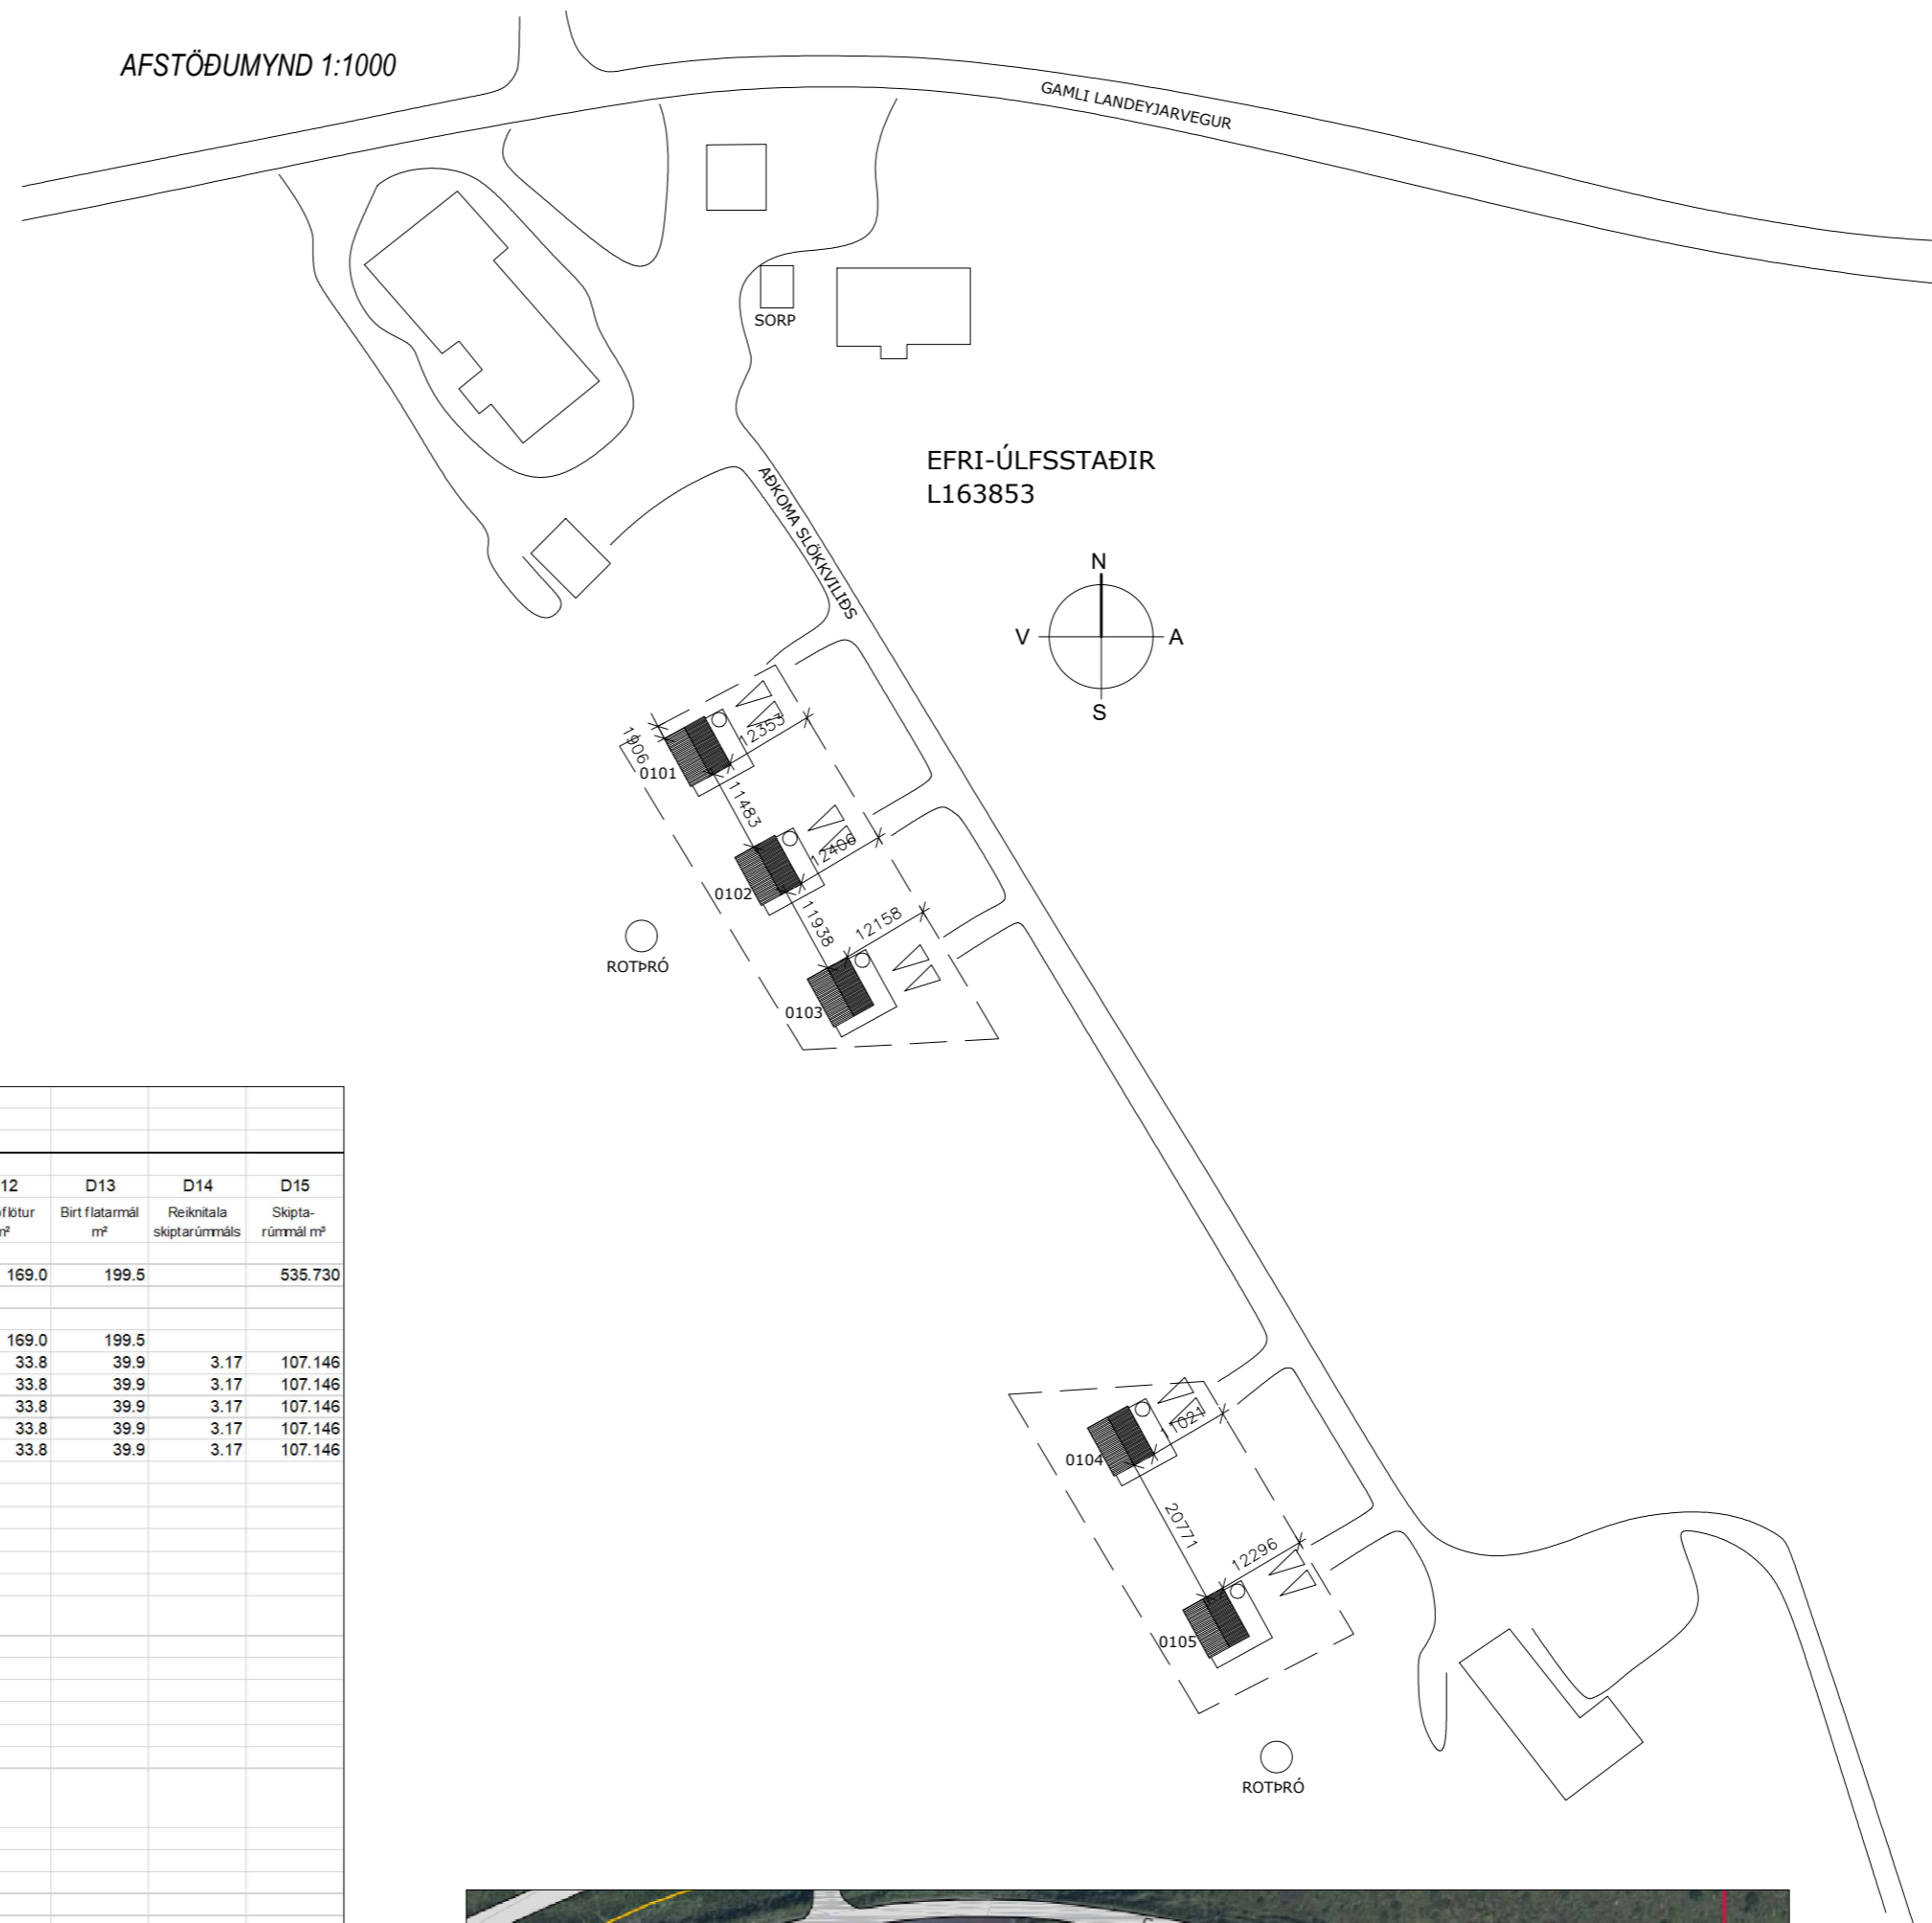 AFSTÖÐUMYND 1:1000
GAMLI LANDEYJARVEGUR
SORP
EFRI-ÚLFSSTAÐIR
L163853
AÐKOMA SLÖKKVILIÐS
N
V
A
S
1906
12353
0101
11483
12406
0102
11938
12158
ROTÞRÓ
0103
12 D13 D14 D15
flötur Birt flatarmál Reiknitala Skipta-
m² m² skiptarúmmáls rúmmál m³
169.0 199.5 535.730
169.0 199.5
33.8 39.9 3.17 107.146
33.8 39.9 3.17 107.146
33.8 39.9 3.17 107.146
33.8 39.9 3.17 107.146
33.8 39.9 3.17 107.146
11021
0104
20771
12296
0105
ROTÞRÓ